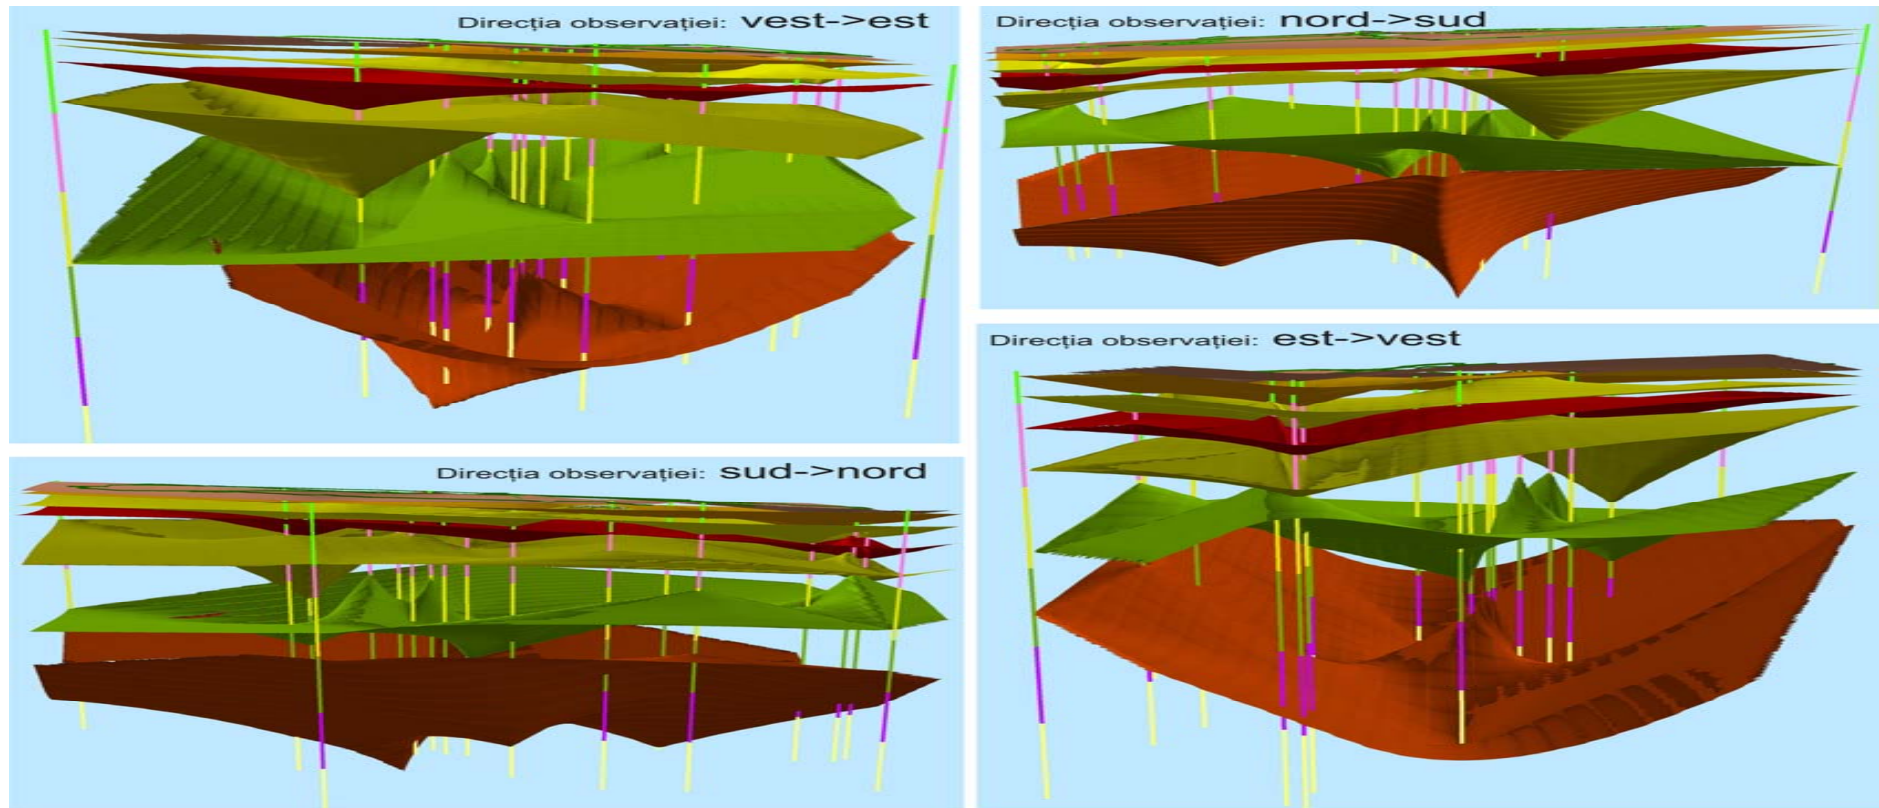 Direcția observației: vest->est
Direcția observației: nord->sud
Direcția observației: sud->nord
Direcția observației: est->vest